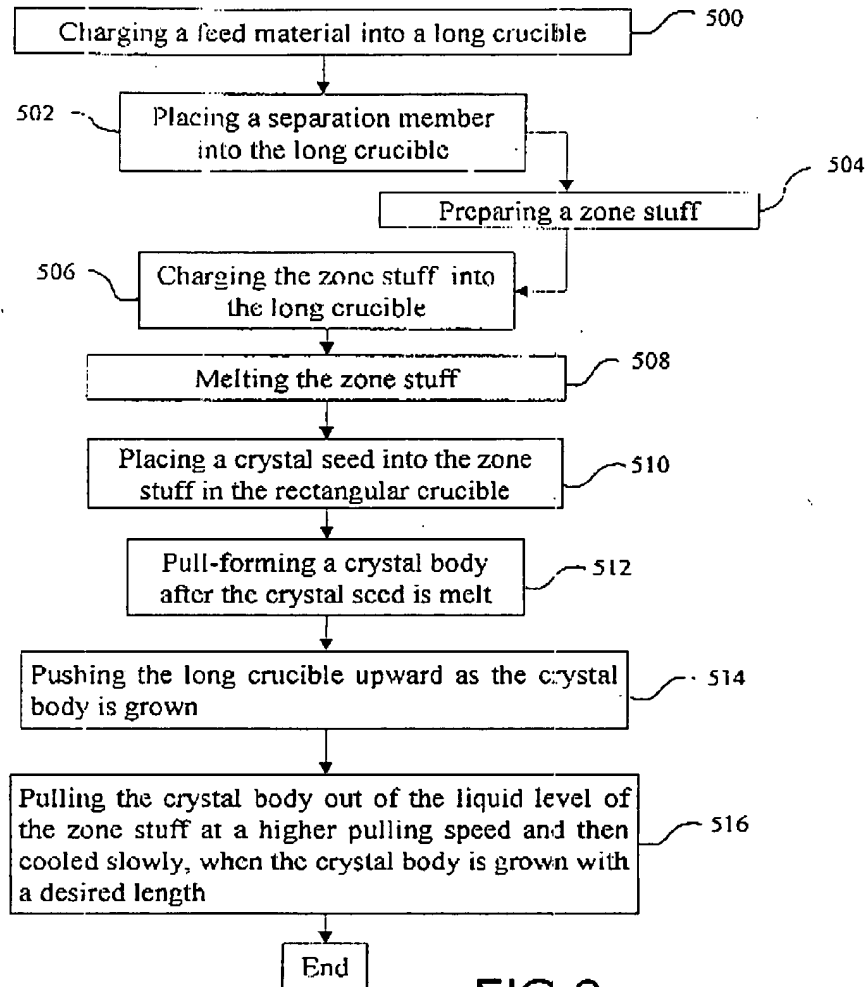 Charging a feed material into a long crucible
500
502
Placing a separation member
into the long crucible
504
Preparing a zone stuff
506
Charging the zone stuff into
the long crucible
Melting the zone stuff
508
Placing a crystal seed into the zone
stuff in the rectangular crucible
510
Pull-forming a crystal body
after the crystal seed is melt
512
Pushing the long crucible upward as the crystal
body is grown
514
Pulling the crystal body out of the liquid level of
the zone stuff at a higher pulling speed and then
cooled slowly, when the crystal body is grown with
a desired length
516
End